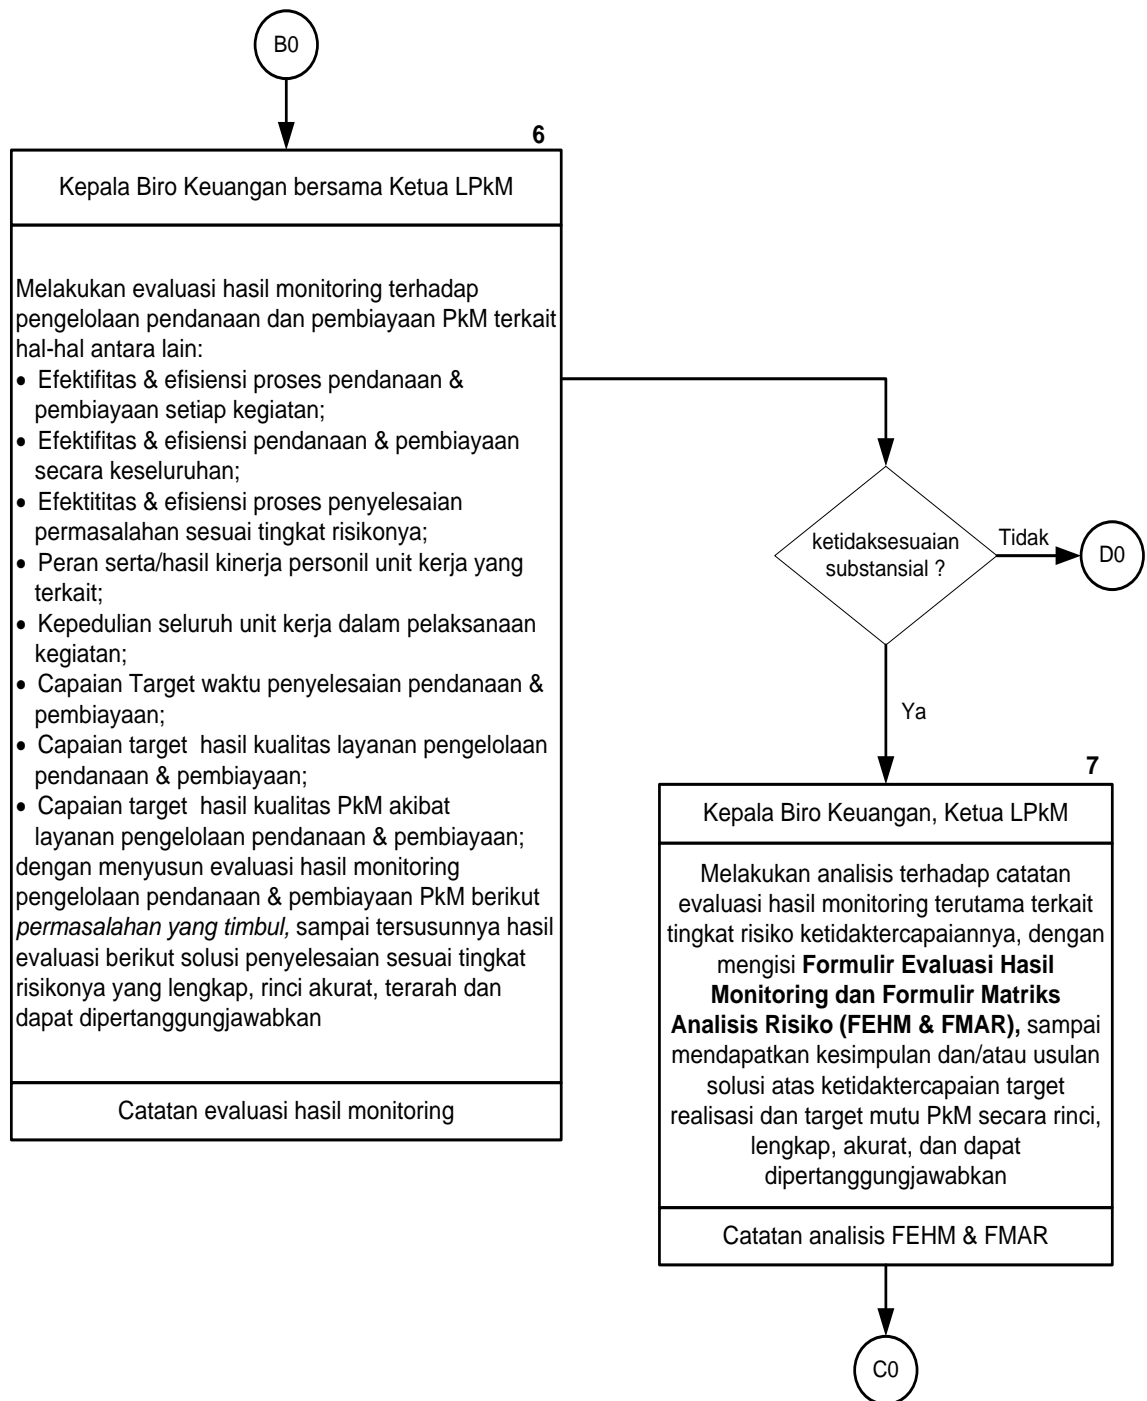 B0
6
Kepala Biro Keuangan bersama Ketua LPkM
Melakukan evaluasi hasil monitoring terhadap
pengelolaan pendanaan dan pembiayaan PkM terkait
hal-hal antara lain:
• Efektifitas & efisiensi proses pendanaan &
pembiayaan setiap kegiatan;
• Efektifitas & efisiensi pendanaan & pembiayaan
secara keseluruhan;
• Efektititas & efisiensi proses penyelesaian
permasalahan sesuai tingkat risikonya;
• Peran serta/hasil kinerja personil unit kerja yang
terkait;
• Kepedulian seluruh unit kerja dalam pelaksanaan
kegiatan;
• Capaian Target waktu penyelesaian pendanaan &
pembiayaan;
• Capaian target  hasil kualitas layanan pengelolaan
pendanaan & pembiayaan;
• Capaian target  hasil kualitas PkM akibat
layanan pengelolaan pendanaan & pembiayaan;
dengan menyusun evaluasi hasil monitoring
pengelolaan pendanaan & pembiayaan PkM berikut
permasalahan yang timbul, sampai tersusunnya hasil
evaluasi berikut solusi penyelesaian sesuai tingkat
risikonya yang lengkap, rinci akurat, terarah dan
dapat dipertanggungjawabkan
Catatan evaluasi hasil monitoring
ketidaksesuaian
substansial ?
Tidak
D0
Ya
7
Kepala Biro Keuangan, Ketua LPkM
Melakukan analisis terhadap catatan
evaluasi hasil monitoring terutama terkait
tingkat risiko ketidaktercapaiannya, dengan
mengisi Formulir Evaluasi Hasil
Monitoring dan Formulir Matriks
Analisis Risiko (FEHM & FMAR), sampai
mendapatkan kesimpulan dan/atau usulan
solusi atas ketidaktercapaian target
realisasi dan target mutu PkM secara rinci,
lengkap, akurat, dan dapat
dipertanggungjawabkan
Catatan analisis FEHM & FMAR
C0